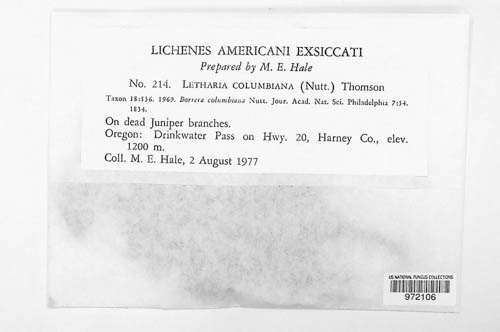 LICHENES AMERICANI EXSICCATI
Prepared by M. E. Hale
No. 214. LETHARIA COLUMBIANA (Nutt.) Thomson
Taxon 18:536. 1969. Borrera columbiana Nutt. Jour. Acad. Nat. Sci. Philadelphia 7:54.
1834.
On dead Juniper branches.
Oregon: Drinkwater Pass on Hwy. 20, Harney Co., elev.
1200 m.
Coll. M. E. Hale, 2 August 1977
US NATIONAL FUNGUS COLLECTIONS
972106